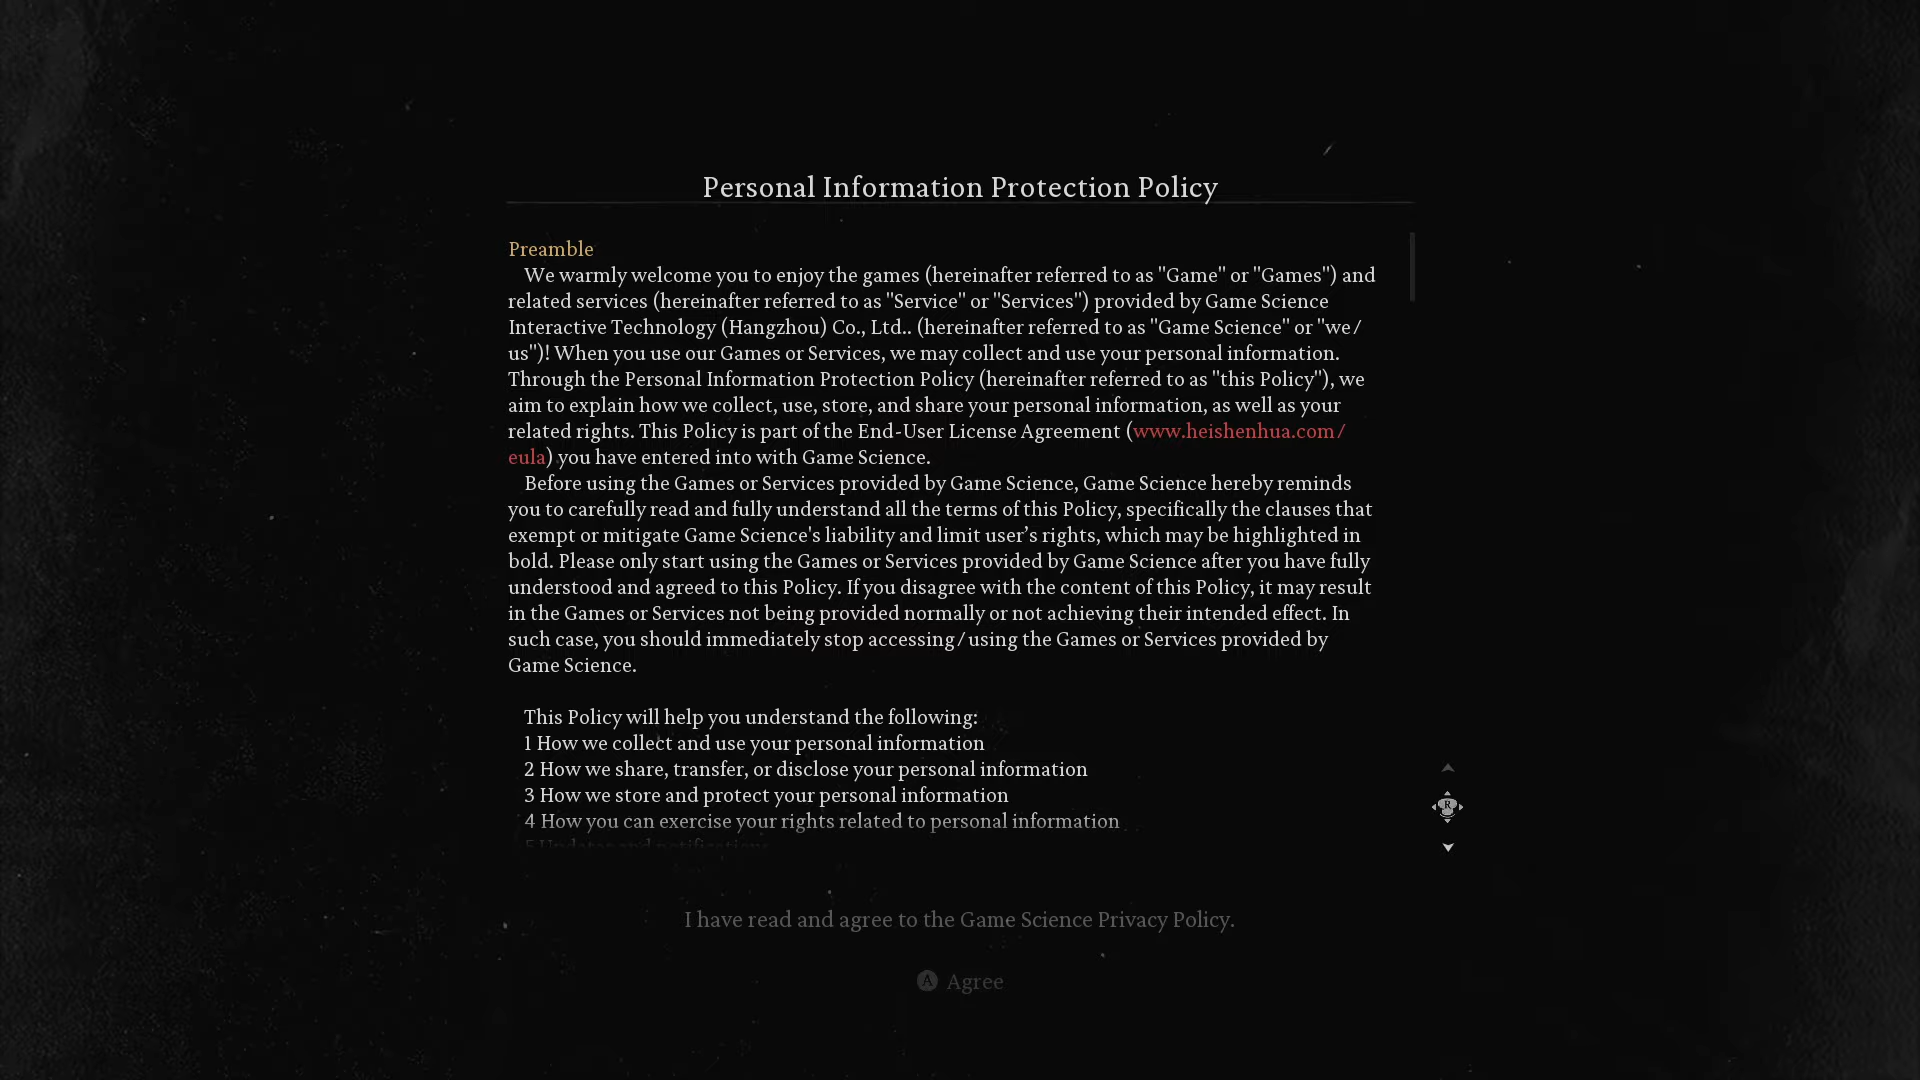 Personal Information Protection Policy
Preamble
We warmly welcome you to enjoy the games (hereinafter referred to as "Game" or "Games") and
related services (hereinafter referred to as "Service" or "Services") provided by Game Science
Interactive Technology (Hangzhou) Co., Ltd.. (hereinafter referred to as "Game Science" or "we/
us")! When you use our Games or Services, we may collect and use your personal information.
Through the Personal Information Protection Policy (hereinafter referred to as "this Policy"), we
aim to explain how we collect, use, store, and share your personal information, as well as your
related rights. This Policy is part of the End-User License Agreement (www.heishenhua.com/
eula) you have entered into with Game Science.
Before using the Games or Services provided by Game Science, Game Science hereby reminds
you to carefully read and fully understand all the terms of this Policy, specifically the clauses that
exempt or mitigate Game Science's liability and limit user’s rights, which may be highlighted in
bold. Please only start using the Games or Services provided by Game Science after you have fully
understood and agreed to this Policy. If you disagree with the content of this Policy, it may result
in the Games or Services not being provided normally or not achieving their intended effect. In
such case, you should immediately stop accessing/using the Games or Services provided by
Game Science.
This Policy will help you understand the following:
1 How we collect and use your personal information
2 How we share, transfer, or disclose your personal information
3 How we store and protect your personal information
4 How you can exercise your rights related to personal information
5 Updates and notifications
R
I have read and agree to the Game Science Privacy Policy.
A Agree